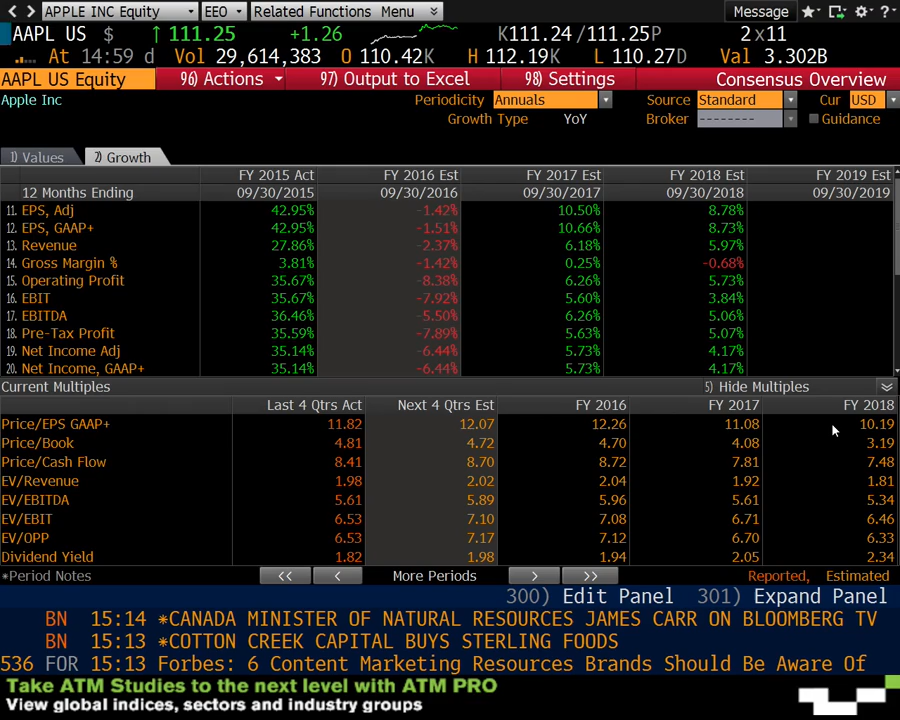 APPLE INC Equity EEO Related Functions Menu Message
AAPL US $ ↑ 111.25 +1.26 K111.24 /111.25P 2 x11
At 14:59 d Vol 29,614,383 O 110.42K H 112.19K L 110.27D Val 3.302B
AAPL US Equity 96) Actions 97) Output to Excel 98) Settings Consensus Overview
Apple Inc Periodicity Annuals Source Standard Cur USD
Growth Type YoY Broker -------- Guidance
1) Values 2) Growth
FY 2015 Act FY 2016 Est FY 2017 Est FY 2018 Est FY 2019 Est
12 Months Ending 09/30/2015 09/30/2016 09/30/2017 09/30/2018 09/30/2019
11. EPS, Adj 42.95% -1.42% 10.50% 8.78%
12. EPS, GAAP+ 42.95% -1.51% 10.66% 8.73%
13. Revenue 27.86% -2.37% 6.18% 5.97%
14. Gross Margin % 3.81% -1.42% 0.25% -0.68%
15. Operating Profit 35.67% -8.38% 6.26% 5.73%
16. EBIT 35.67% -7.92% 5.60% 3.84%
17. EBITDA 36.46% -5.50% 6.26% 5.06%
18. Pre-Tax Profit 35.59% -7.89% 5.63% 5.07%
19. Net Income Adj 35.14% -6.44% 5.73% 4.17%
20. Net Income, GAAP+ 35.14% -6.44% 5.73% 4.17%
Current Multiples 5) Hide Multiples
Last 4 Qtrs Act Next 4 Qtrs Est FY 2016 FY 2017 FY 2018
Price/EPS GAAP+ 11.82 12.07 12.26 11.08 10.19
Price/Book 4.81 4.72 4.70 4.08 3.19
Price/Cash Flow 8.41 8.70 8.72 7.81 7.48
EV/Revenue 1.98 2.02 2.04 1.92 1.81
EV/EBITDA 5.61 5.89 5.96 5.61 5.34
EV/EBIT 6.53 7.10 7.08 6.71 6.46
EV/OPP 6.53 7.17 7.12 6.70 6.33
Dividend Yield 1.82 1.98 1.94 2.05 2.34
*Period Notes << < More Periods > >> Reported, Estimated
300) Edit Panel 301) Expand Panel
BN 15:14 *CANADA MINISTER OF NATURAL RESOURCES JAMES CARR ON BLOOMBERG TV
BN 15:13 *COTTON CREEK CAPITAL BUYS STERLING FOODS
536 FOR 15:13 Forbes: 6 Content Marketing Resources Brands Should Be Aware Of
Take ATM Studies to the next level with ATM PRO
View global indices, sectors and industry groups